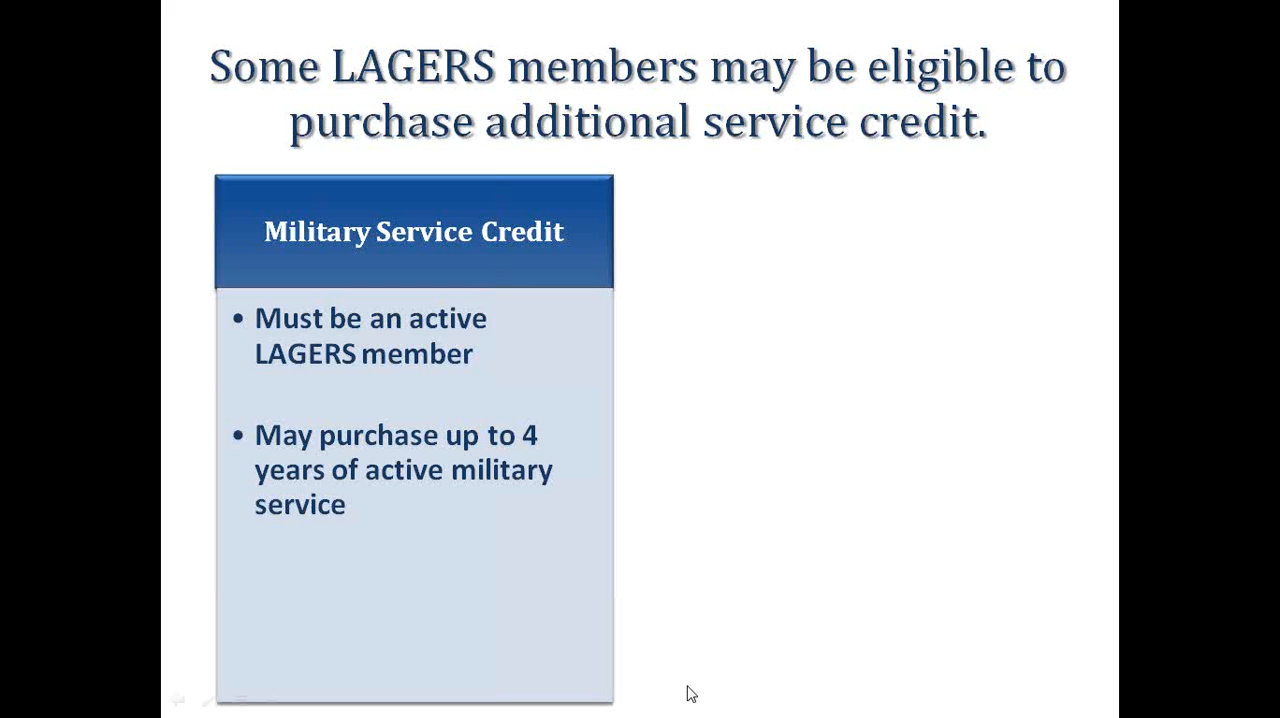 Some LAGERS members may be eligible to
purchase additional service credit.
Military Service Credit
• Must be an active
LAGERS member
• May purchase up to 4
years of active military
service